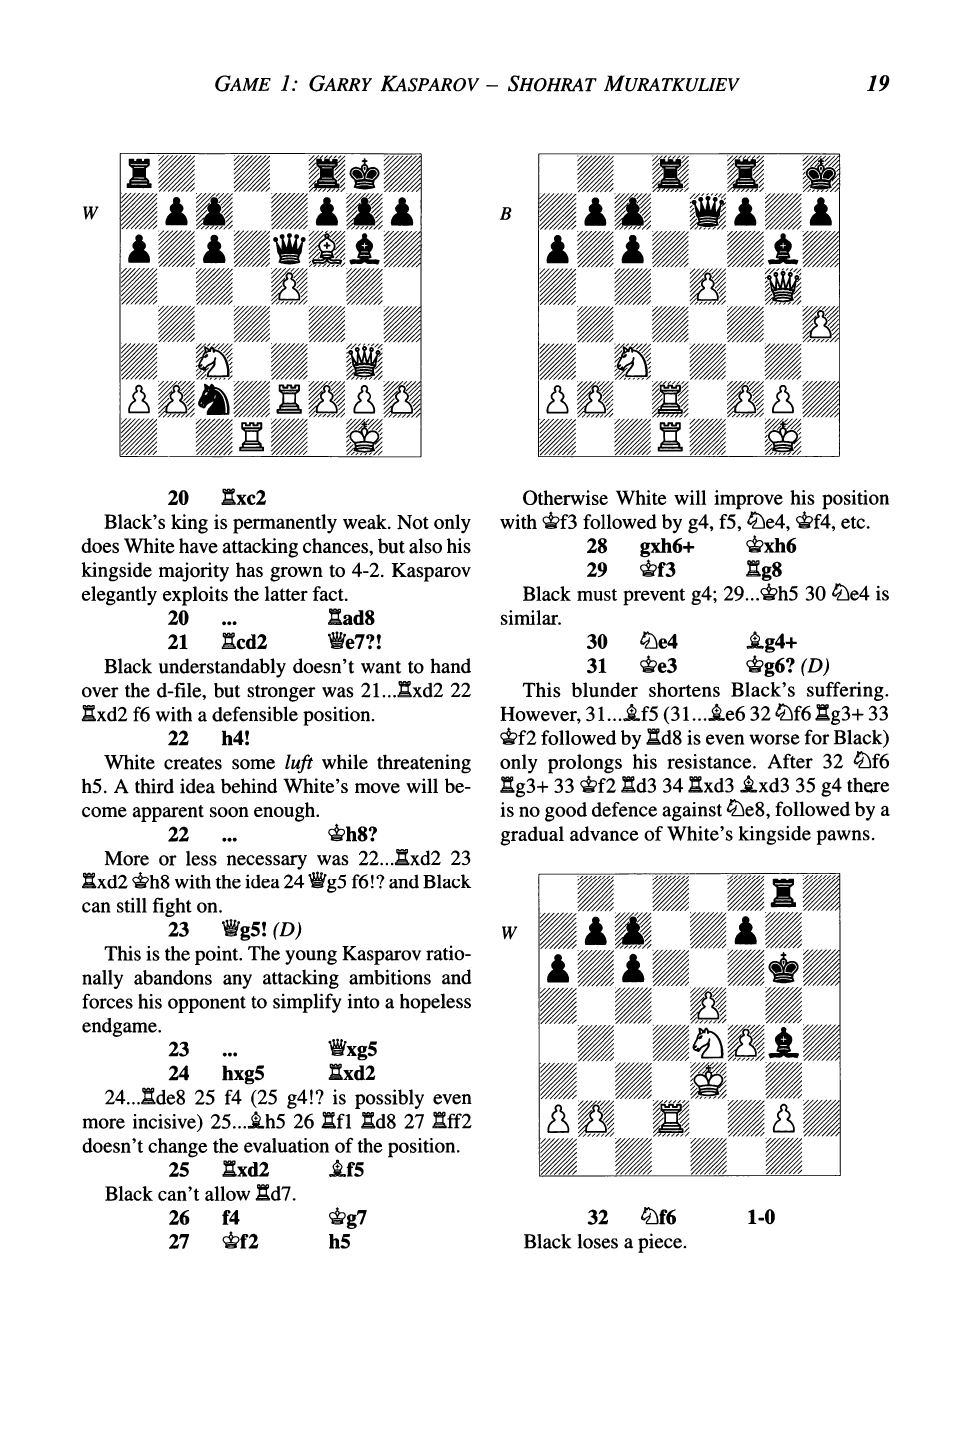 GAME 1: GARRY KASPAROV – SHOHRAT MURATKULIEV 19
W
20 ♖xc2
Black's king is permanently weak. Not only
does White have attacking chances, but also his
kingside majority has grown to 4-2. Kasparov
elegantly exploits the latter fact.
20 ... ♖ad8
21 ♖cd2 ♕e7?!
Black understandably doesn't want to hand
over the d-file, but stronger was 21...♖xd2 22
♖xd2 f6 with a defensible position.
22 h4!
White creates some luft while threatening
h5. A third idea behind White's move will be-
come apparent soon enough.
22 ... ♔h8?
More or less necessary was 22...♖xd2 23
♖xd2 ♔h8 with the idea 24 ♕g5 f6!? and Black
can still fight on.
23 ♕g5! (D)
This is the point. The young Kasparov ratio-
nally abandons any attacking ambitions and
forces his opponent to simplify into a hopeless
endgame.
23 ... ♕xg5
24 hxg5 ♖xd2
24...♖de8 25 f4 (25 g4!? is possibly even
more incisive) 25...♗h5 26 ♖f1 ♖d8 27 ♖ff2
doesn't change the evaluation of the position.
25 ♖xd2 ♗f5
Black can't allow ♖d7.
26 f4 ♔g7
27 ♔f2 h5
B
Otherwise White will improve his position
with ♔f3 followed by g4, f5, ♘e4, ♔f4, etc.
28 gxh6+ ♔xh6
29 ♔f3 ♖g8
Black must prevent g4; 29...♔h5 30 ♘e4 is
similar.
30 ♘e4 ♗g4+
31 ♔e3 ♔g6? (D)
This blunder shortens Black's suffering.
However, 31...♗f5 (31...♗e6 32 ♘f6 ♖g3+ 33
♔f2 followed by ♖d8 is even worse for Black)
only prolongs his resistance. After 32 ♘f6
♖g3+ 33 ♔f2 ♖d3 34 ♖xd3 ♗xd3 35 g4 there
is no good defence against ♘e8, followed by a
gradual advance of White's kingside pawns.
W
32 ♘f6 1-0
Black loses a piece.